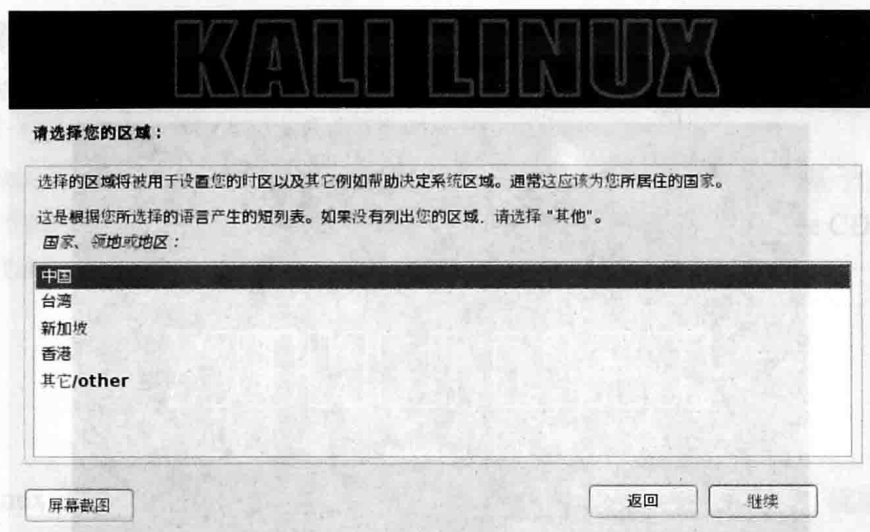 KALI LINUX
请选择您的区域：
选择的区域将被用于设置您的时区以及其它例如帮助决定系统区域。通常这应该为您所居住的国家。
这是根据您所选择的语言产生的短列表。如果没有列出您的区域，请选择 "其他"。
国家、领地或地区：
中国
台湾
新加坡
香港
其它/other
屏幕截图
返回
继续